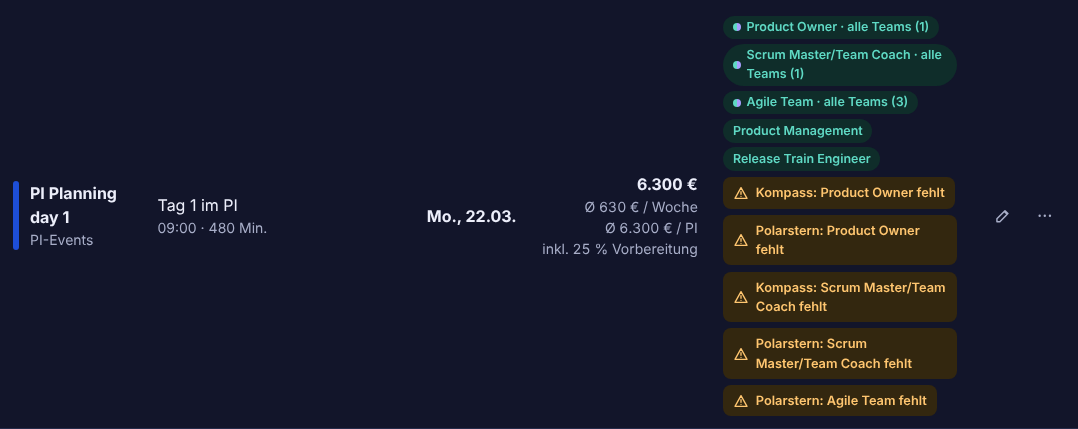 Product Owner · alle Teams (1)
Scrum Master/Team Coach · alle
Teams (1)
Agile Team · alle Teams (3)
Product Management
Release Train Engineer
PI Planning
day 1
PI-Events
Tag 1 im PI
09:00 · 480 Min.
Mo., 22.03.
6.300 €
Ø 630 € / Woche
Ø 6.300 € / PI
inkl. 25 % Vorbereitung
Kompass: Product Owner fehlt
Polarstern: Product Owner
fehlt
Kompass: Scrum Master/Team
Coach fehlt
Polarstern: Scrum
Master/Team Coach fehlt
Polarstern: Agile Team fehlt